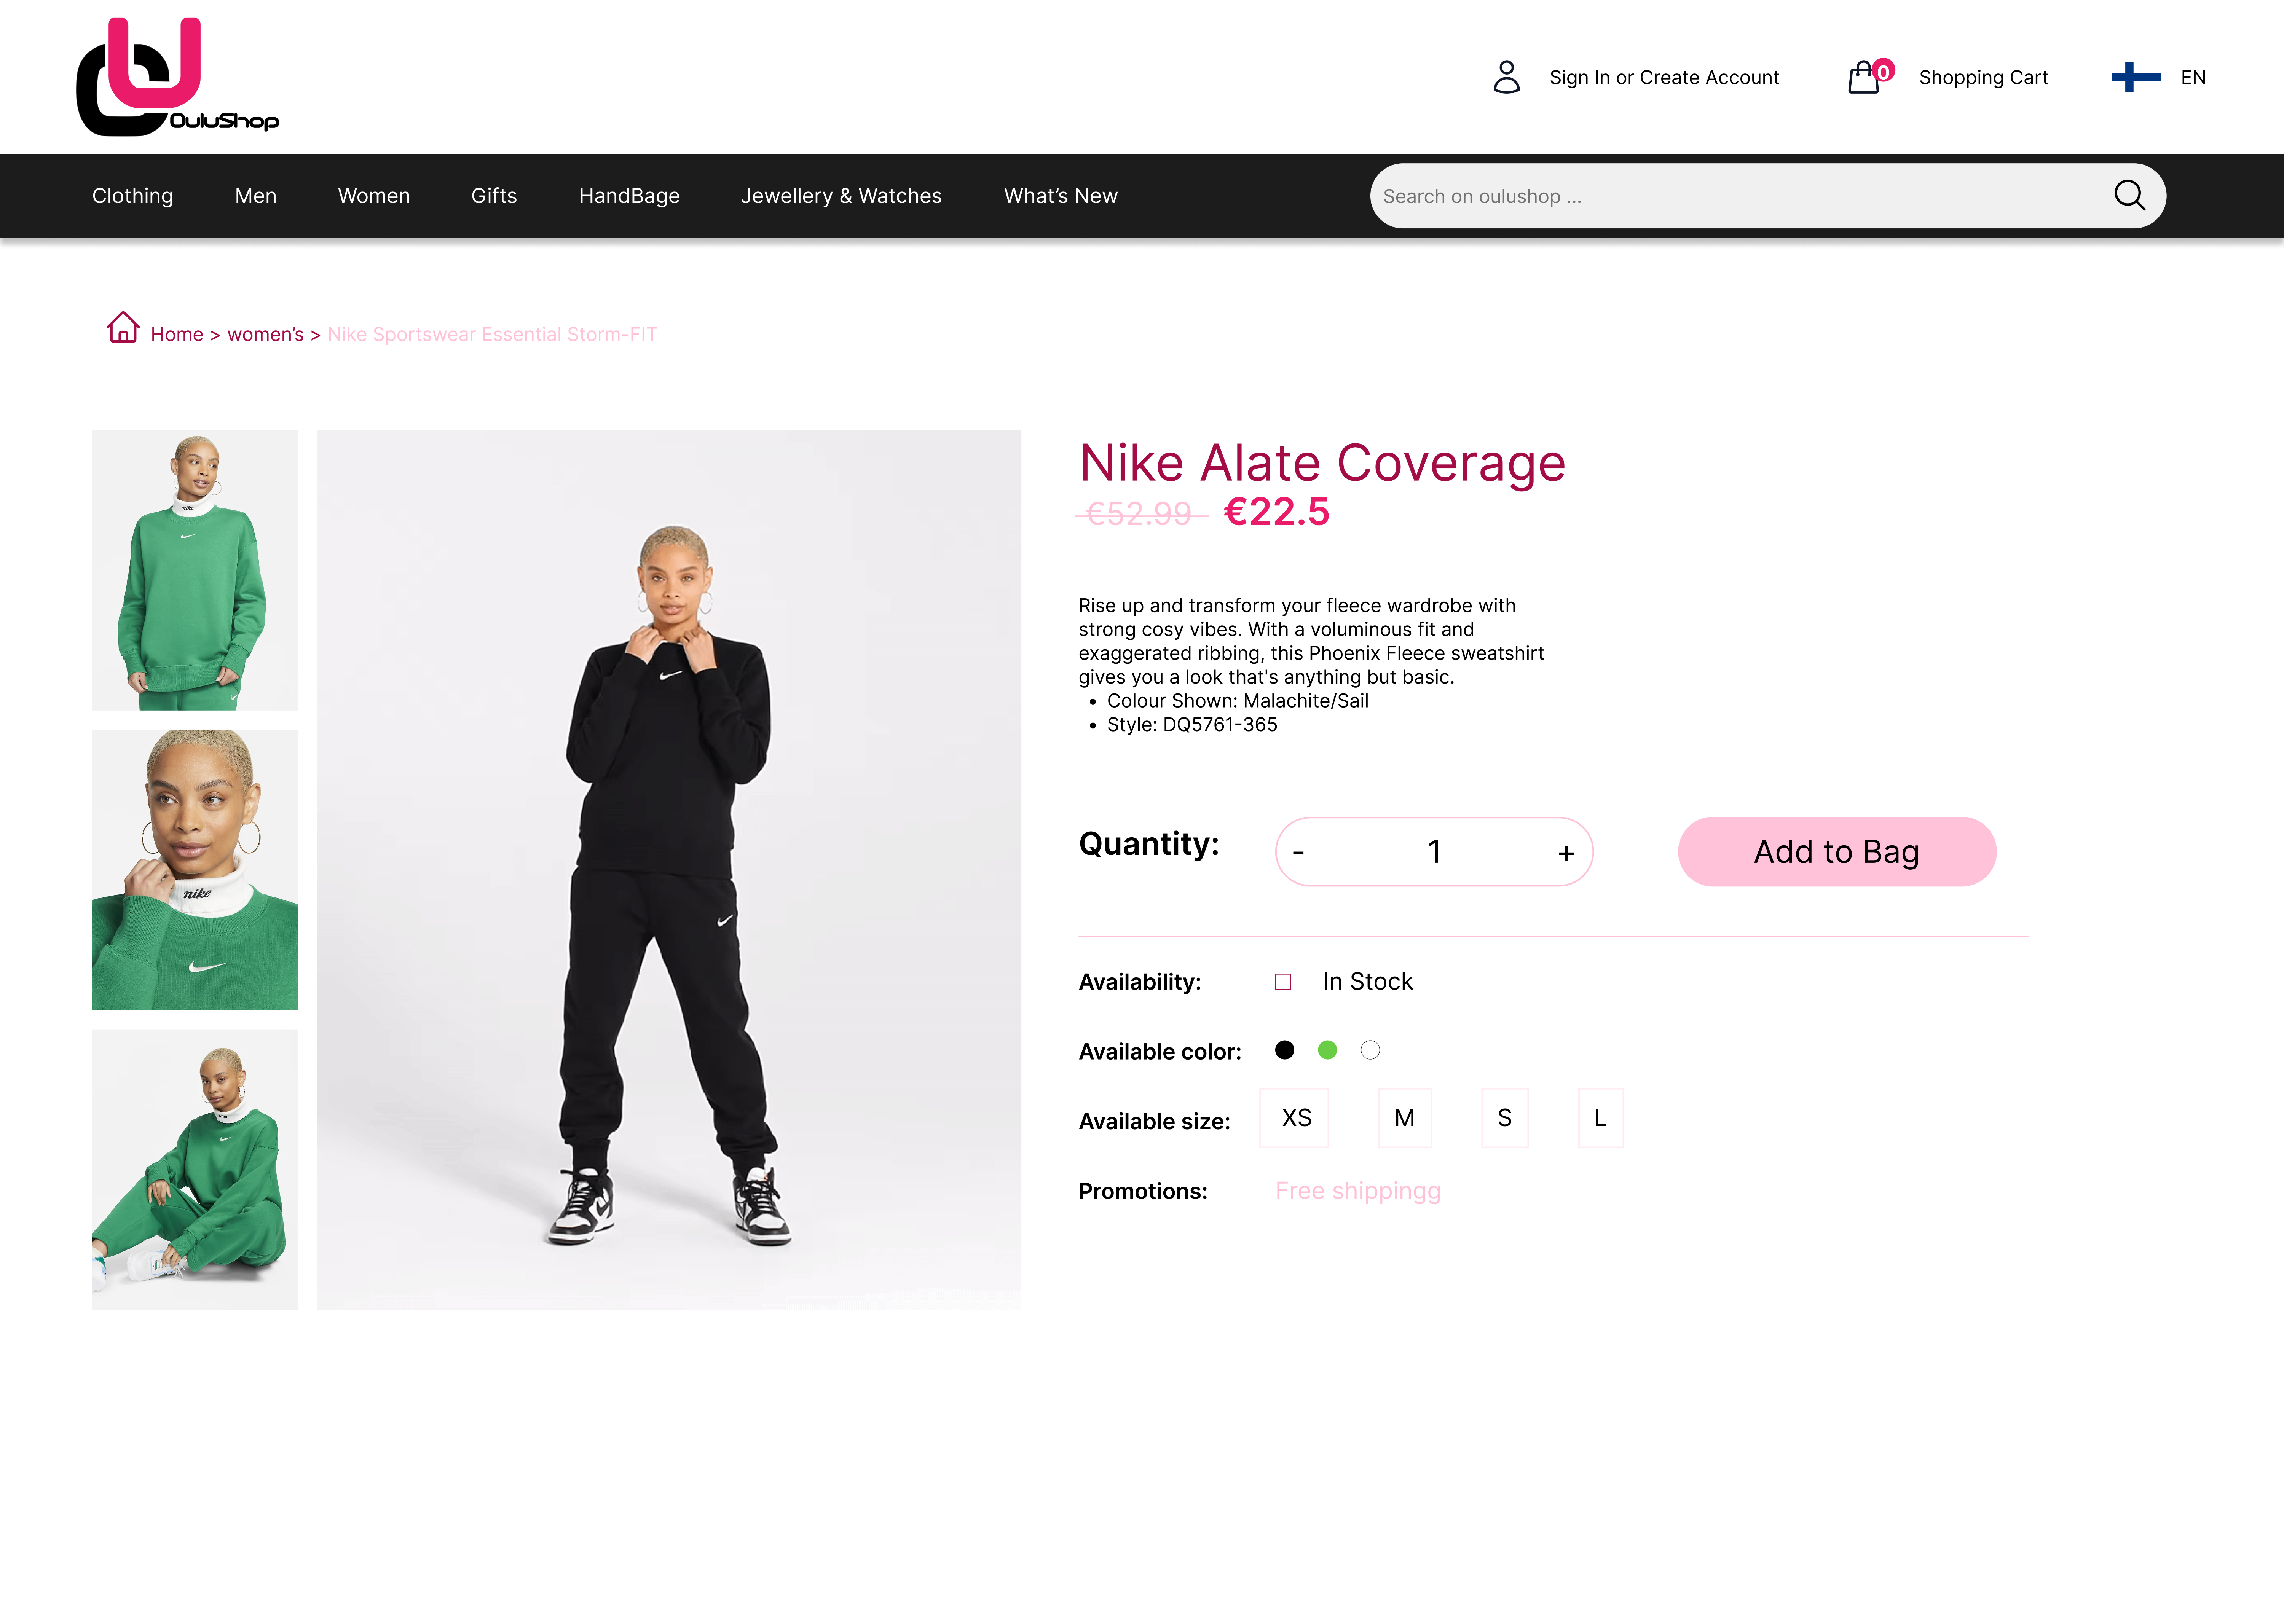 OuluShop
Sign In or Create Account
0
Shopping Cart
EN
Clothing Men Women Gifts HandBage Jewellery & Watches What's New
Search on oulushop ...
Home > women's > Nike Sportswear Essential Storm-FIT
Nike Alate Coverage
€52.99 €22.5
Rise up and transform your fleece wardrobe with
strong cosy vibes. With a voluminous fit and
exaggerated ribbing, this Phoenix Fleece sweatshirt
gives you a look that's anything but basic.
• Colour Shown: Malachite/Sail
• Style: DQ5761-365
nike
nike
Quantity: - 1 + Add to Bag
Availability: In Stock
Available color:
Available size: XS M S L
Promotions: Free shippingg